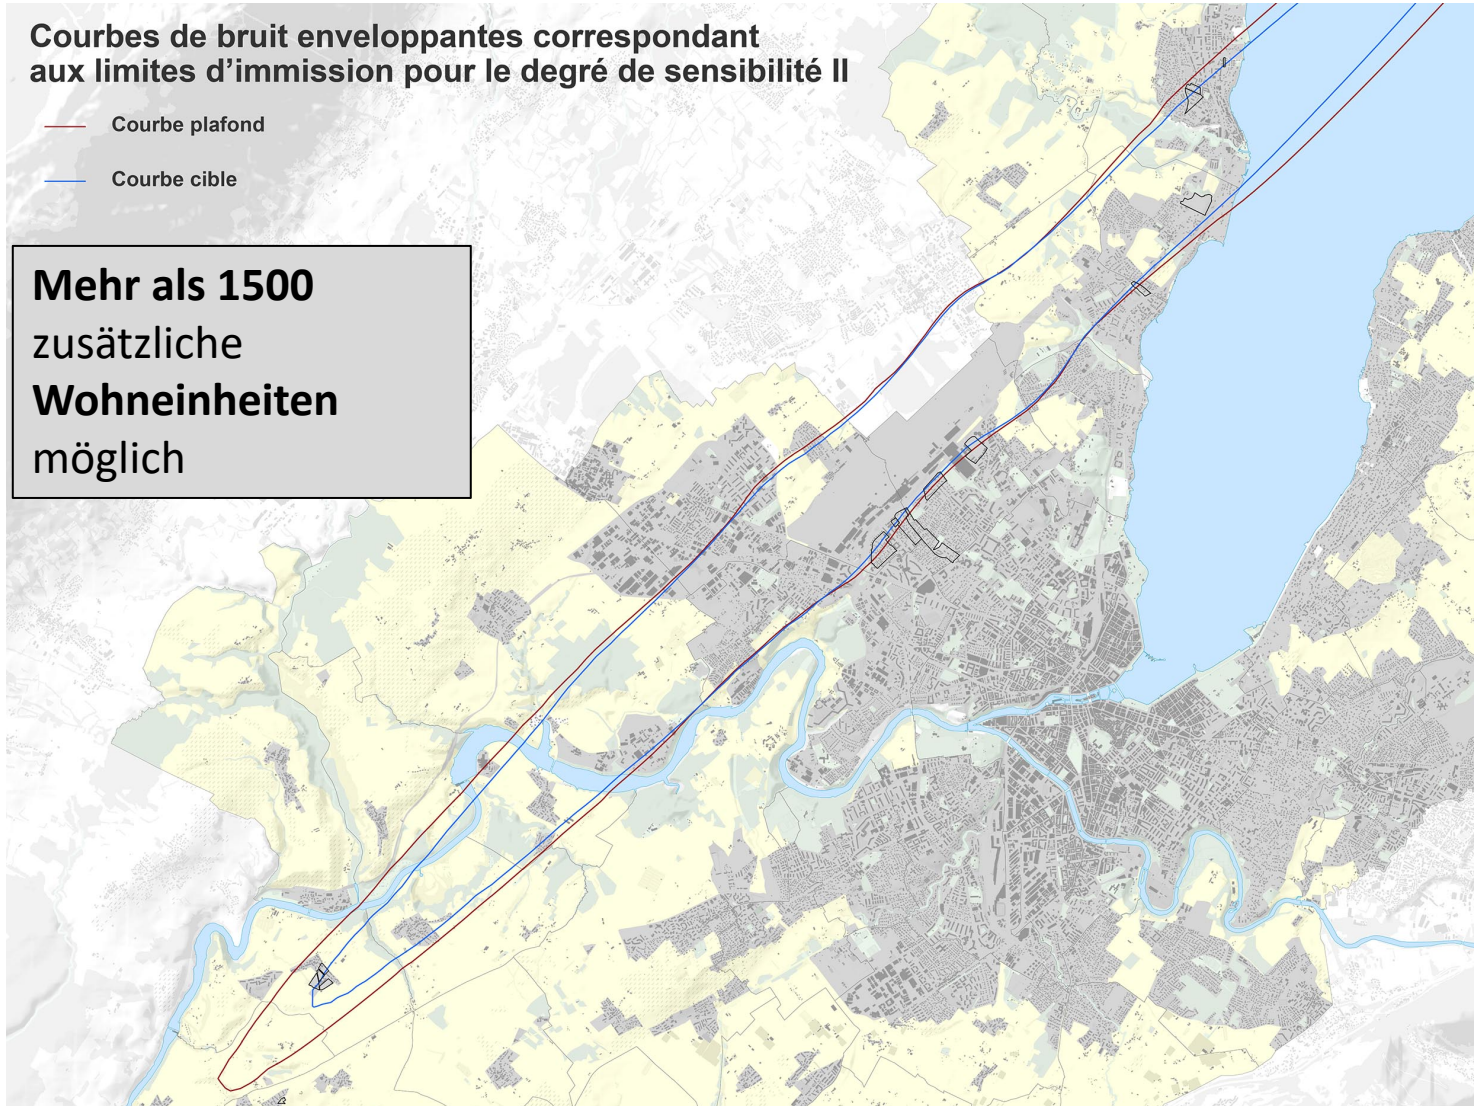 Courbes de bruit enveloppantes correspondant
aux limites d’immission pour le degré de sensibilité II
Courbe plafond
Courbe cible
Mehr als 1500
zusätzliche
Wohneinheiten
möglich